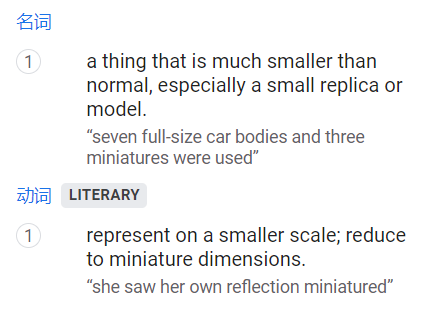 名词
1
a thing that is much smaller than
normal, especially a small replica or
model.
“seven full-size car bodies and three
miniatures were used”
动词 LITERARY
1
represent on a smaller scale; reduce
to miniature dimensions.
“she saw her own reflection miniatured”